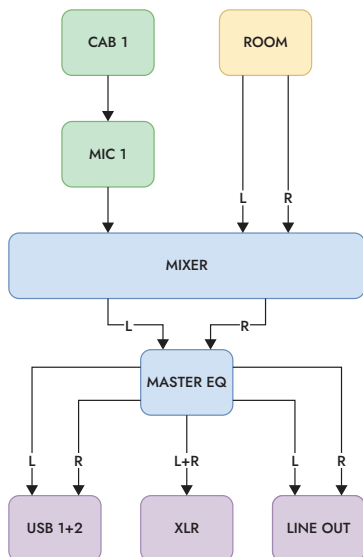 CAB 1
ROOM
MIC 1
L
R
MIXER
L
R
MASTER EQ
L
R
L+R
L
R
USB 1+2
XLR
LINE OUT